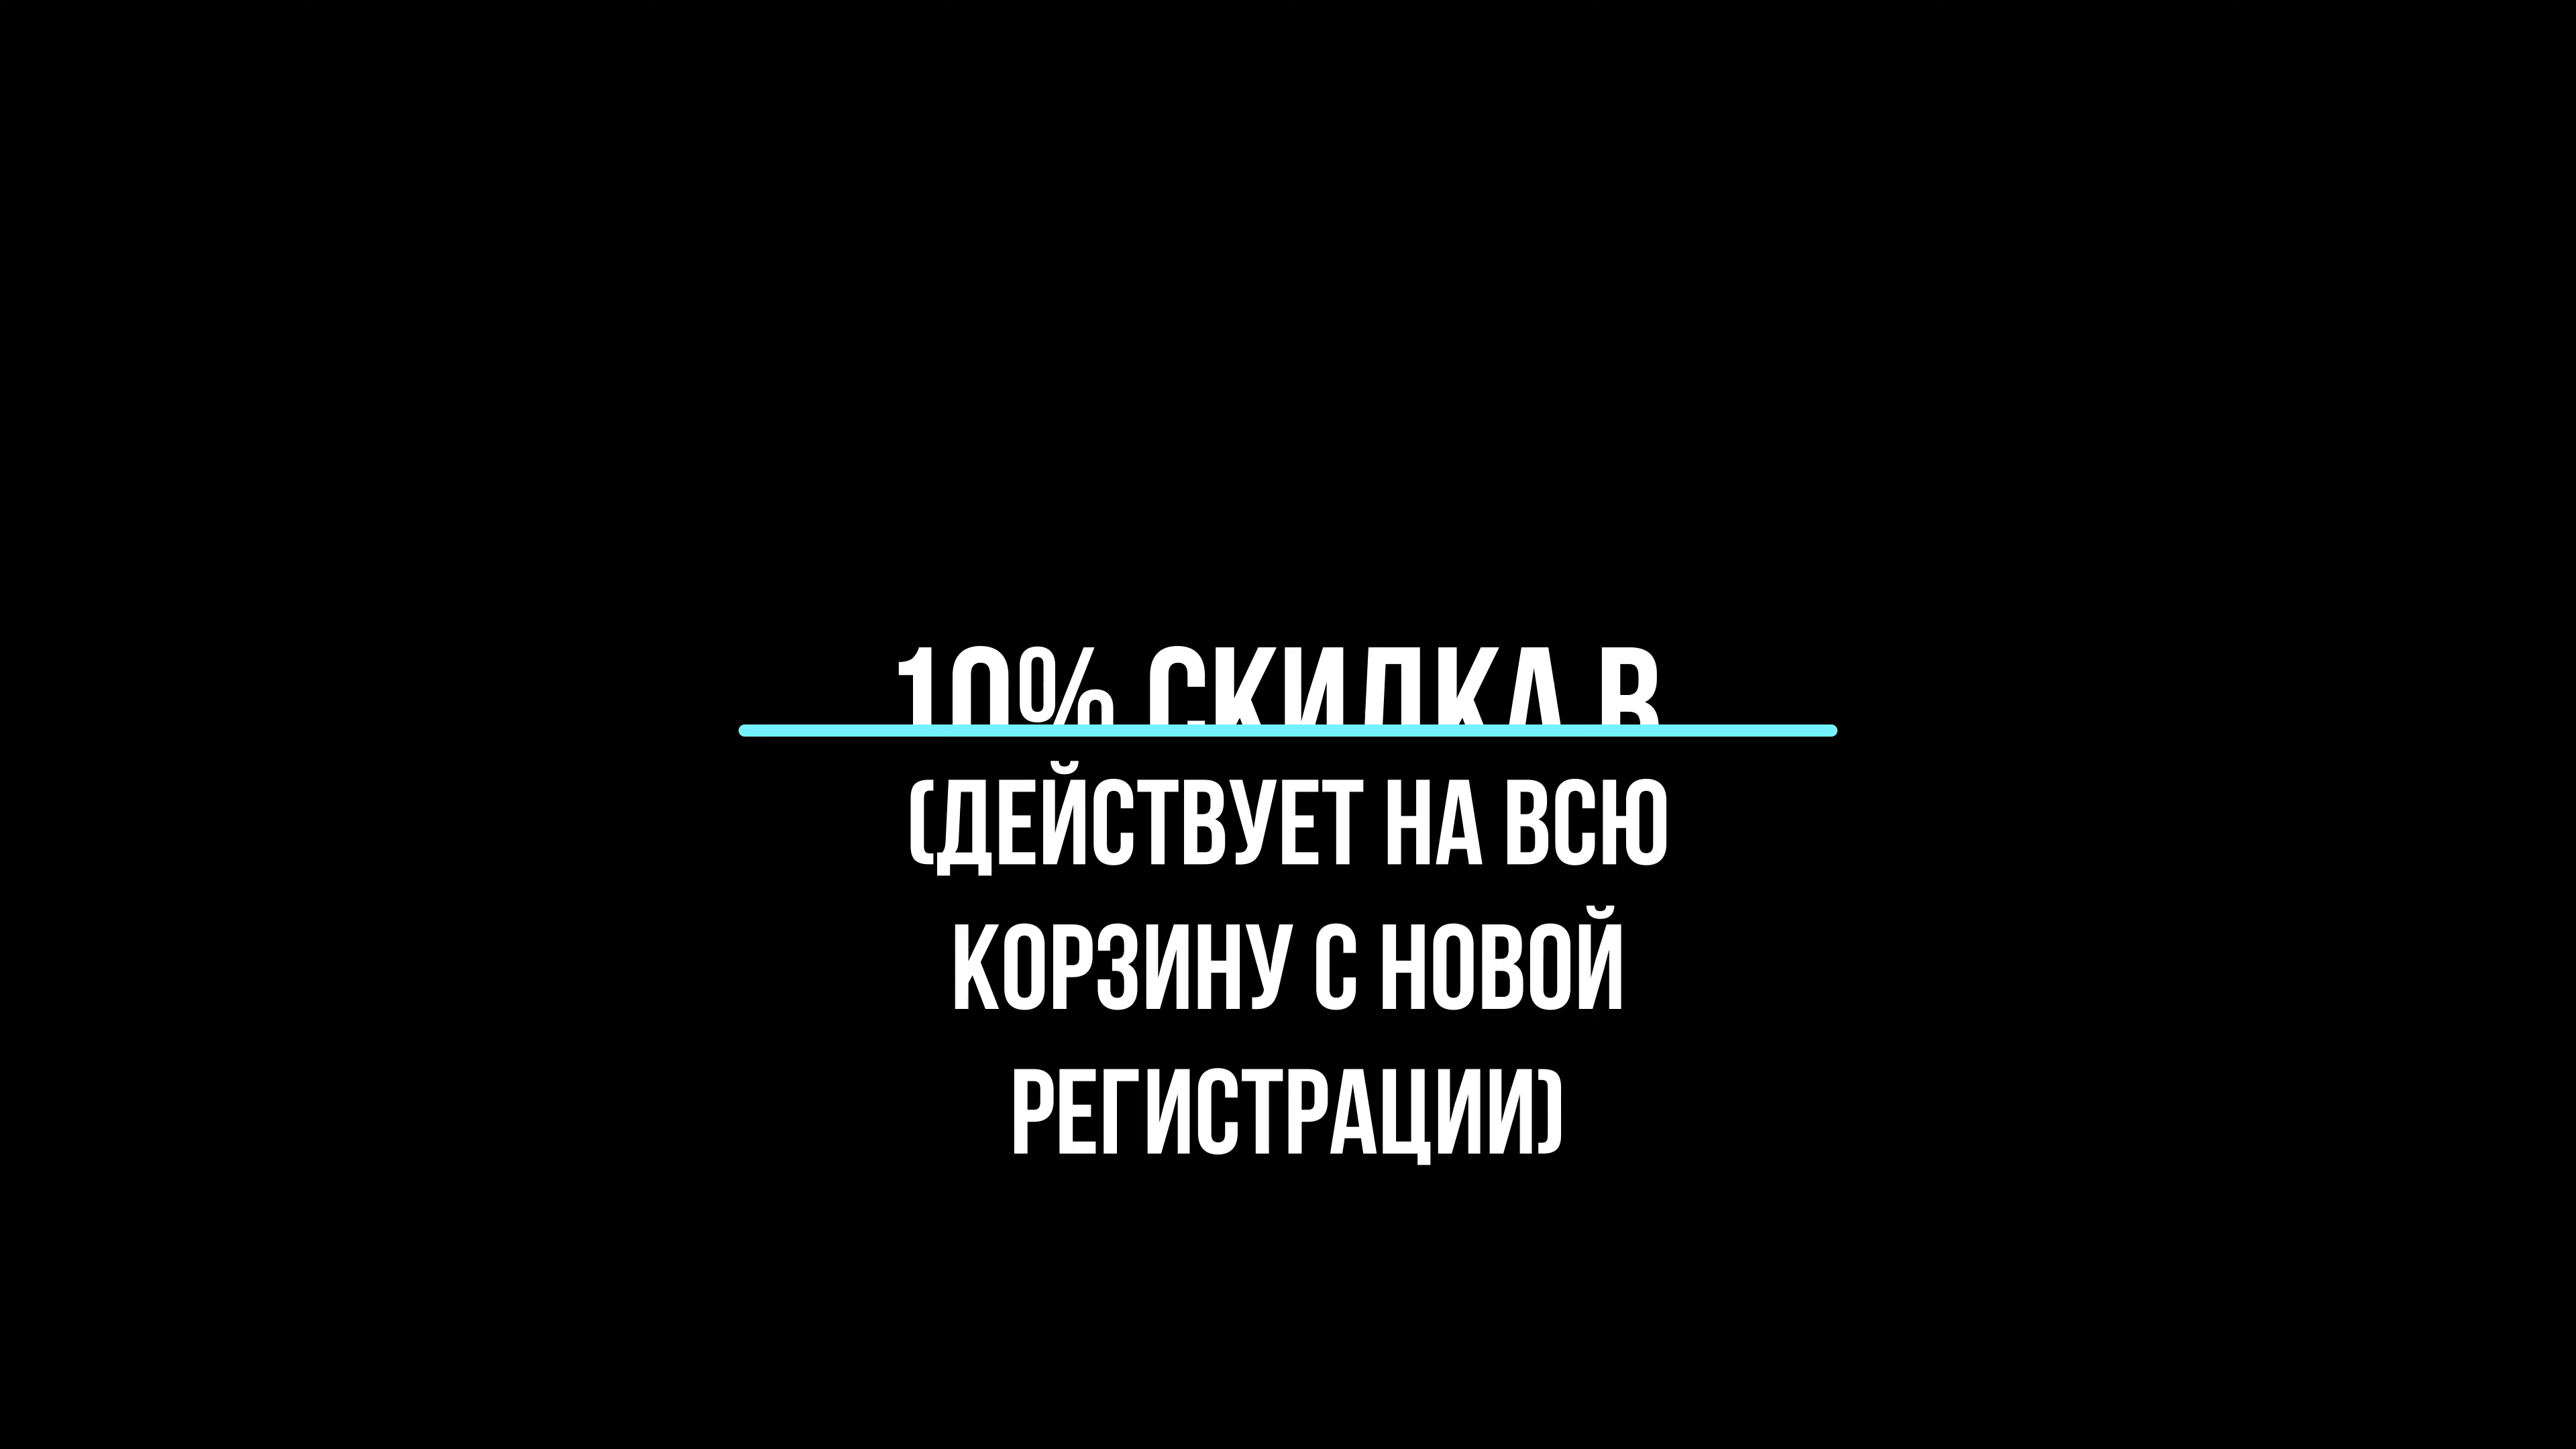 10% СКИДКА В
(ДЕЙСТВУЕТ НА ВСЮ
КОРЗИНУ С НОВОЙ
РЕГИСТРАЦИИ)